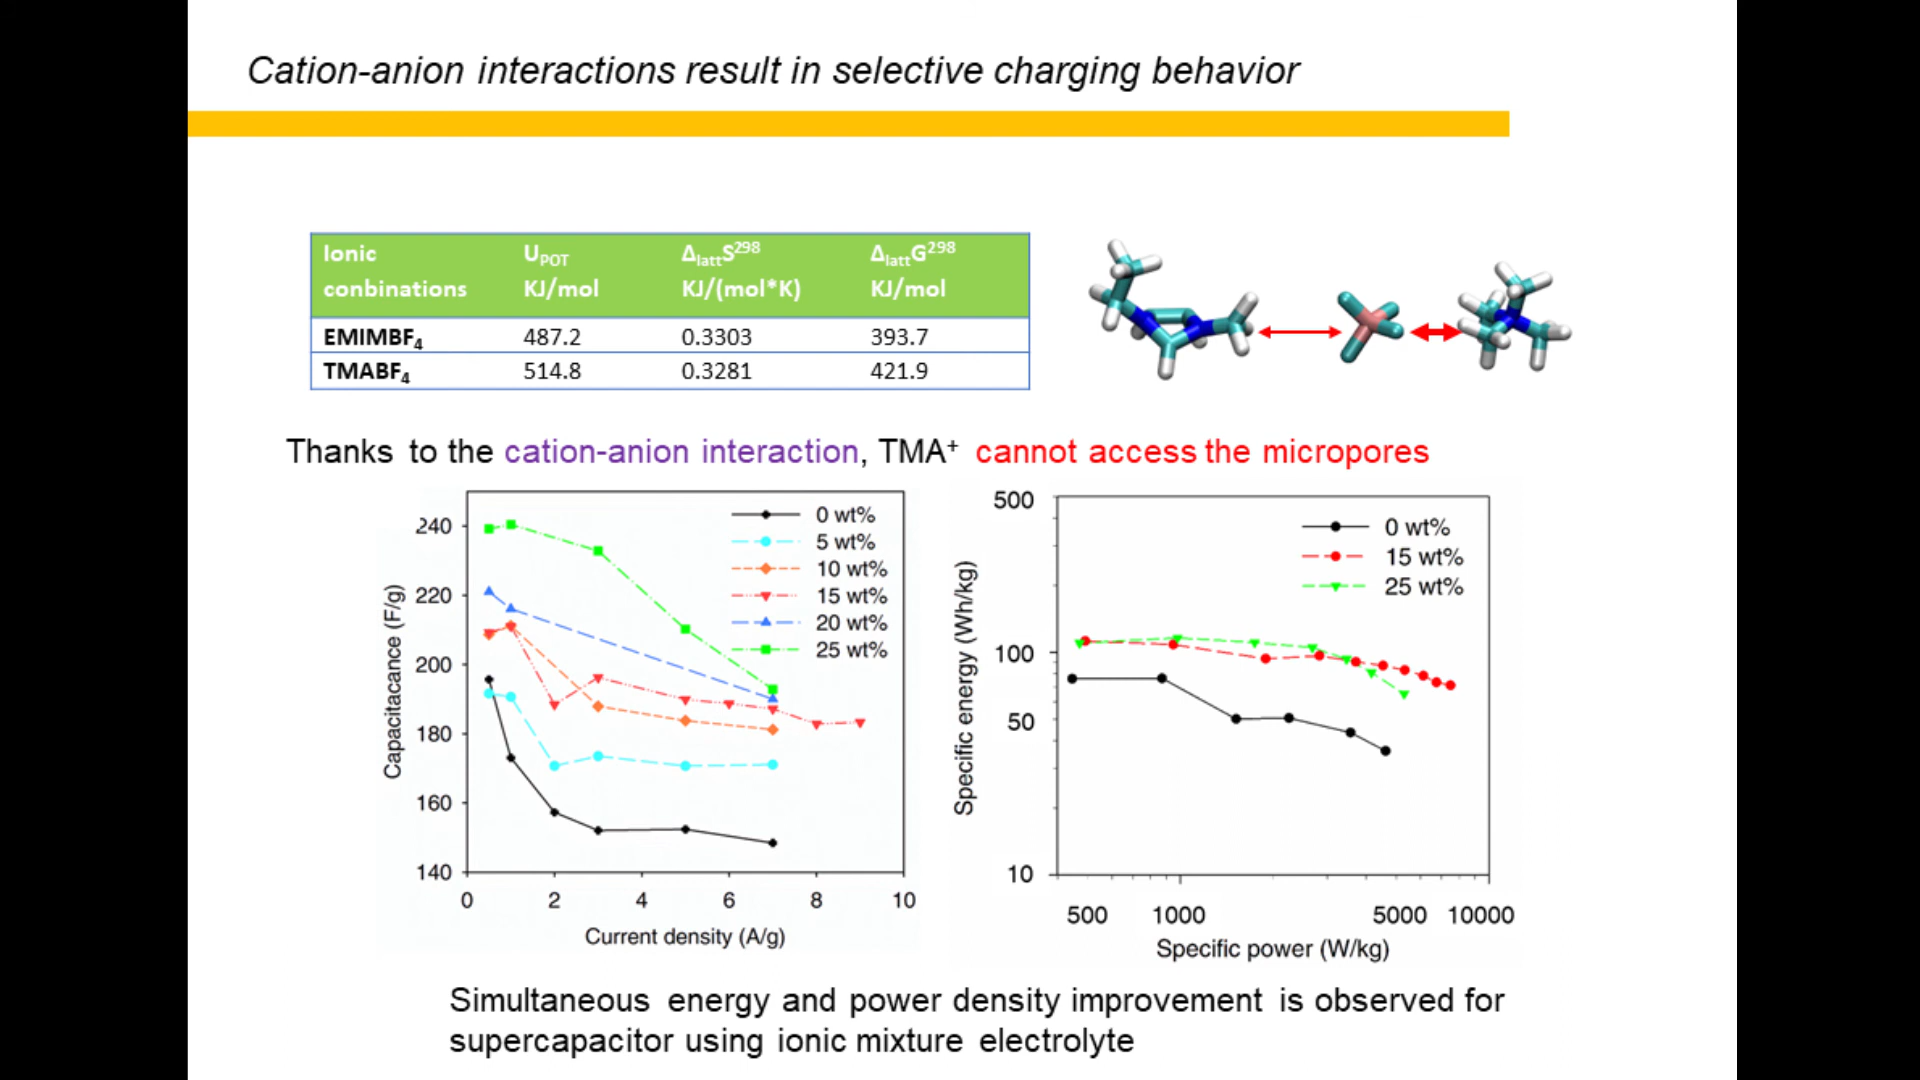 Cation-anion interactions result in selective charging behavior
Ionic conbinations U_POT KJ/mol Δ_lattS^298 KJ/(mol*K) Δ_lattG^298 KJ/mol
EMIMBF4 487.2 0.3303 393.7
TMABF4 514.8 0.3281 421.9
Thanks to the cation-anion interaction, TMA+ cannot access the micropores
Capacitacance (F/g)
240
220
200
180
160
140
0 wt%
5 wt%
10 wt%
15 wt%
20 wt%
25 wt%
0 2 4 6 8 10
Current density (A/g)
Specific energy (Wh/kg)
500
100
50
10
0 wt%
15 wt%
25 wt%
500 1000 5000 10000
Specific power (W/kg)
Simultaneous energy and power density improvement is observed for
supercapacitor using ionic mixture electrolyte